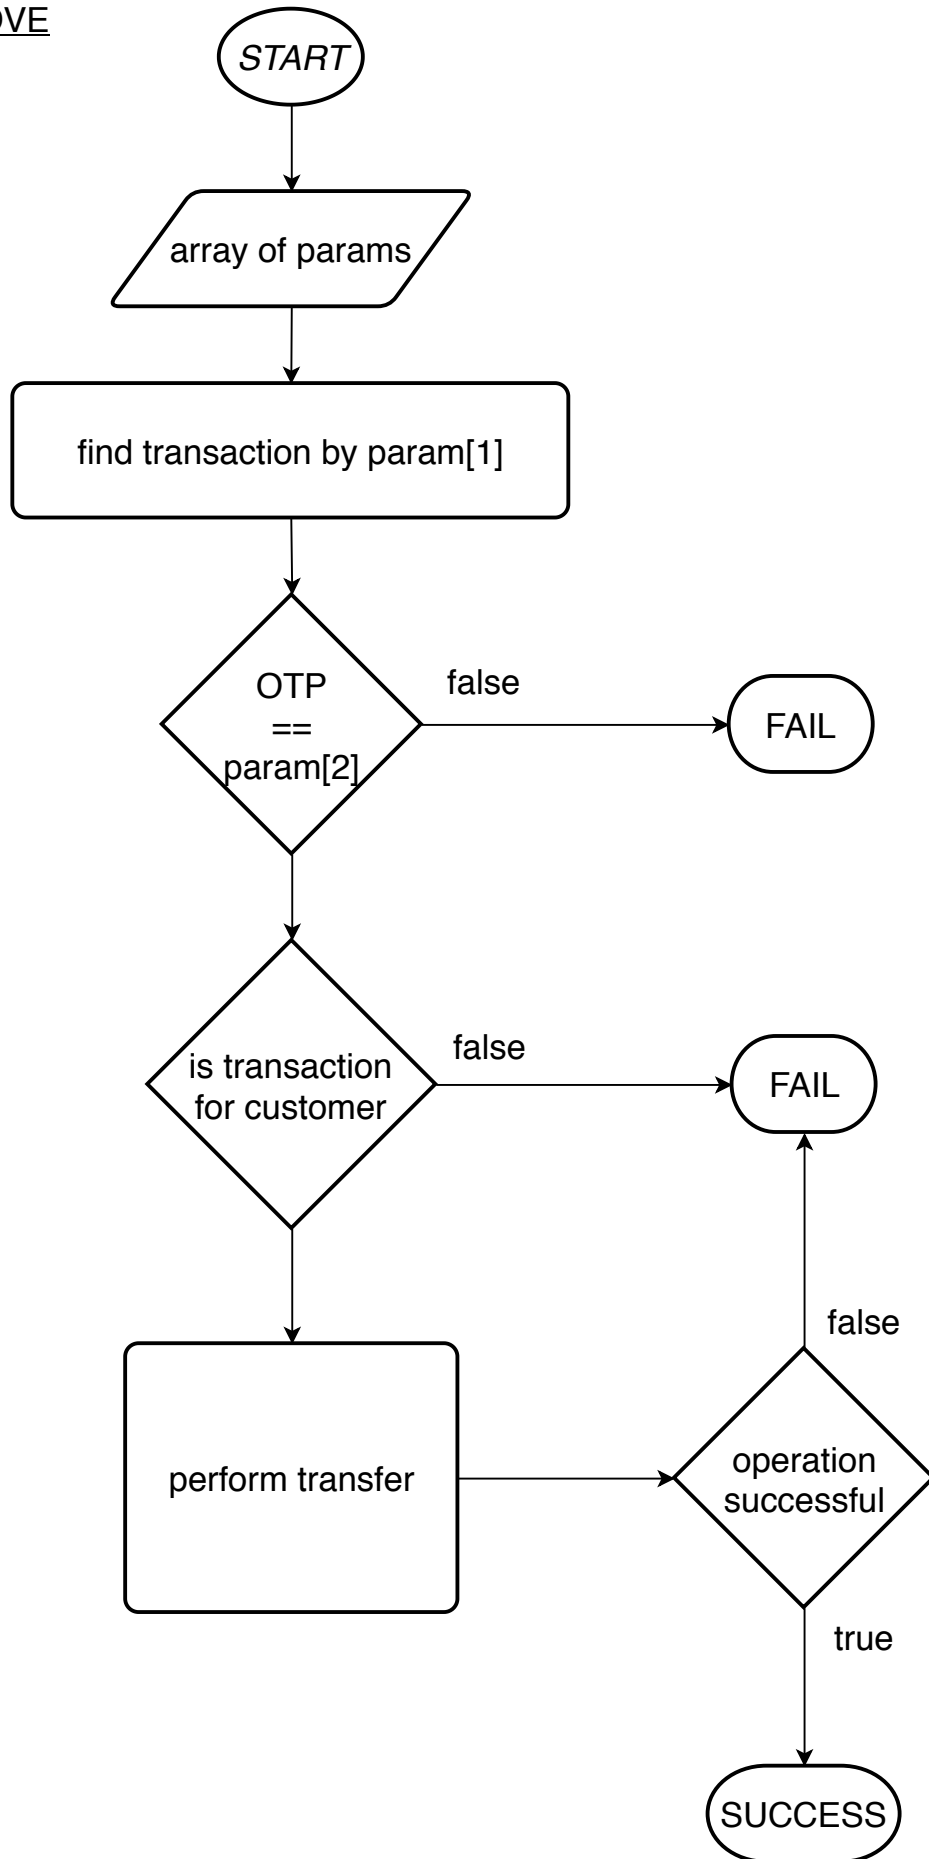 START
array of params
find transaction by param[1]
OTP
==
param[2]
false
FAIL
is transaction
for customer
false
FAIL
false
perform transfer
operation
successful
true
SUCCESS